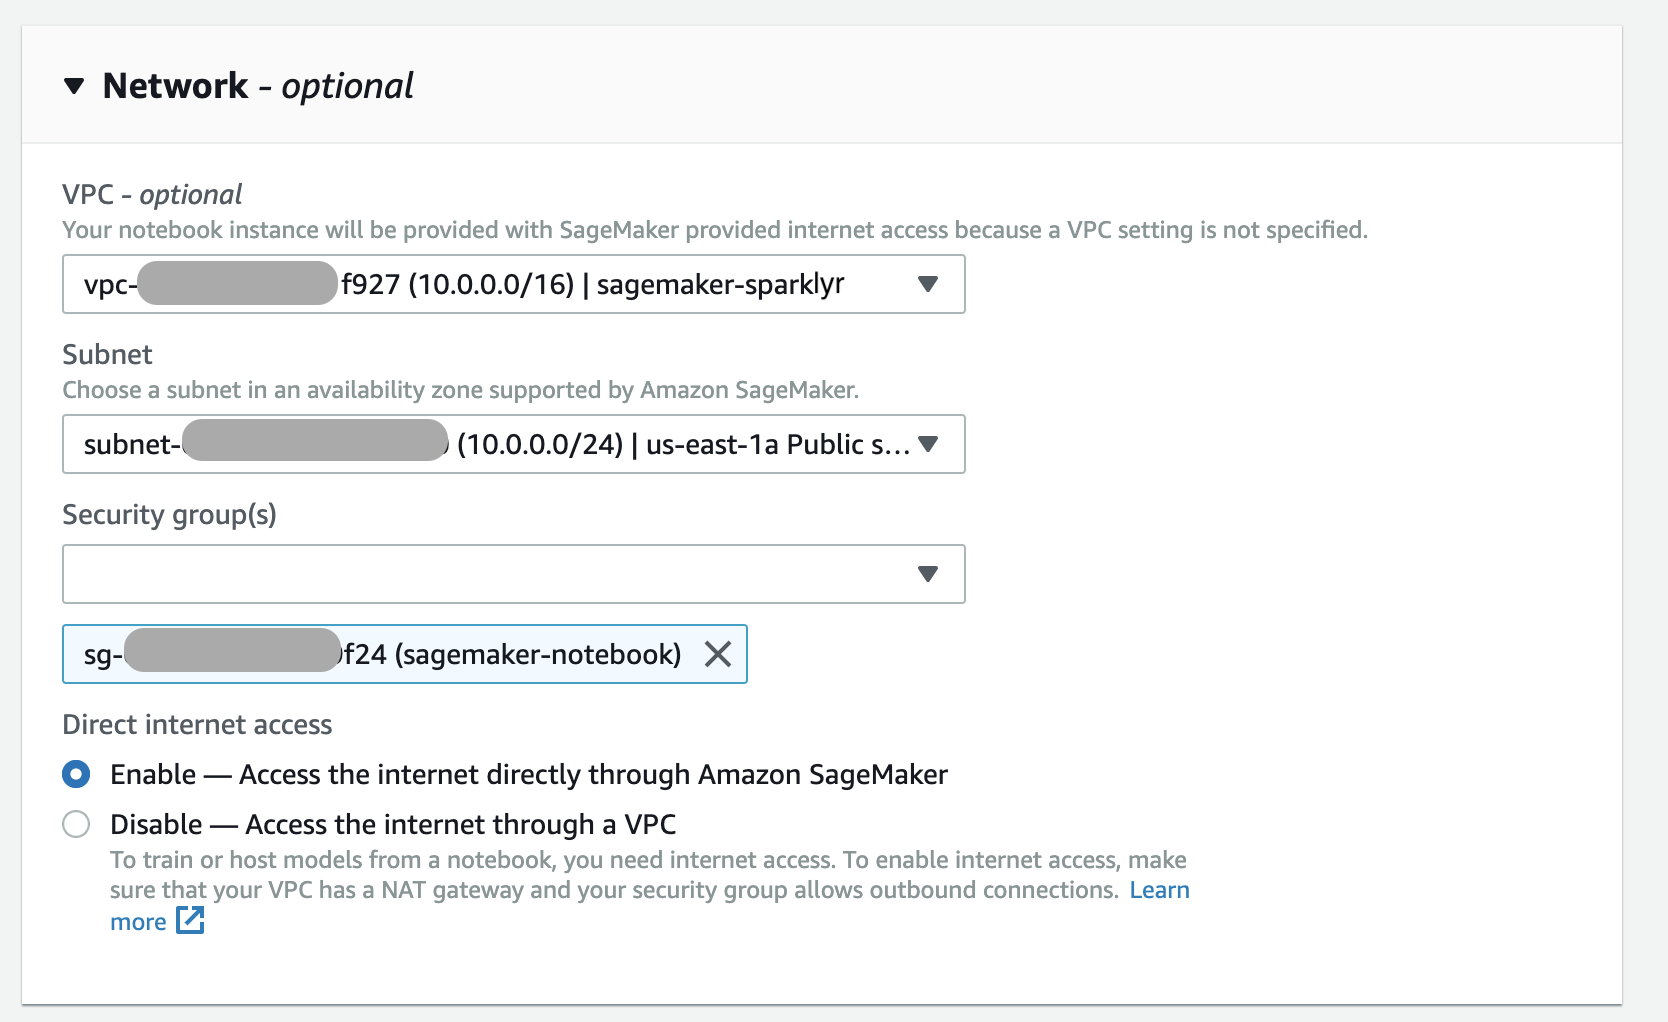 Network - optional
VPC - optional
Your notebook instance will be provided with SageMaker provided internet access because a VPC setting is not specified.
vpc- f927 (10.0.0.0/16) | sagemaker-sparklyr
Subnet
Choose a subnet in an availability zone supported by Amazon SageMaker.
subnet- (10.0.0.0/24) | us-east-1a Public s...
Security group(s)
sg- f24 (sagemaker-notebook)
Direct internet access
Enable — Access the internet directly through Amazon SageMaker
Disable — Access the internet through a VPC
To train or host models from a notebook, you need internet access. To enable internet access, make
sure that your VPC has a NAT gateway and your security group allows outbound connections. Learn
more